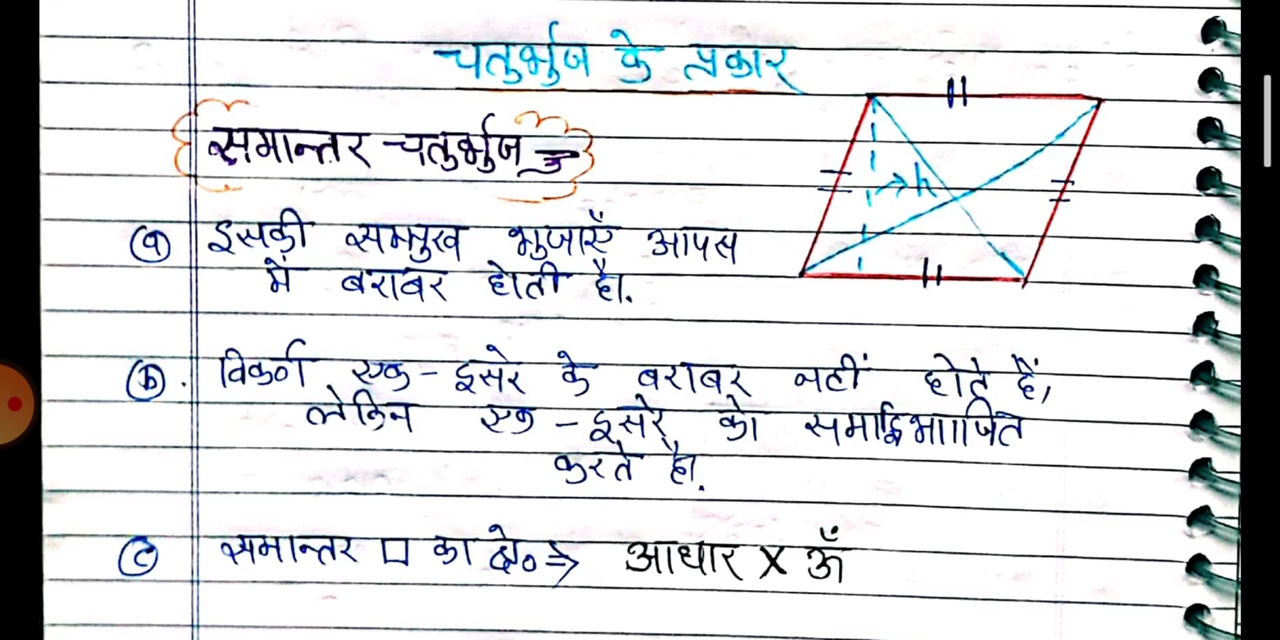 चतुर्भुज के प्रकार
समान्तर चतुर्भुज ⇒
(a) इसकी सम्मुख भुजाएँ आपस
में बराबर होती है.
→ h
(b). विकर्ण एक-दूसरे के बराबर नहीं होते हैं,
लेकिन एक-दूसरे को समद्विभाजित
करते है.
(c) समान्तर □ का क्षे० ⇒ आधार × ऊँ